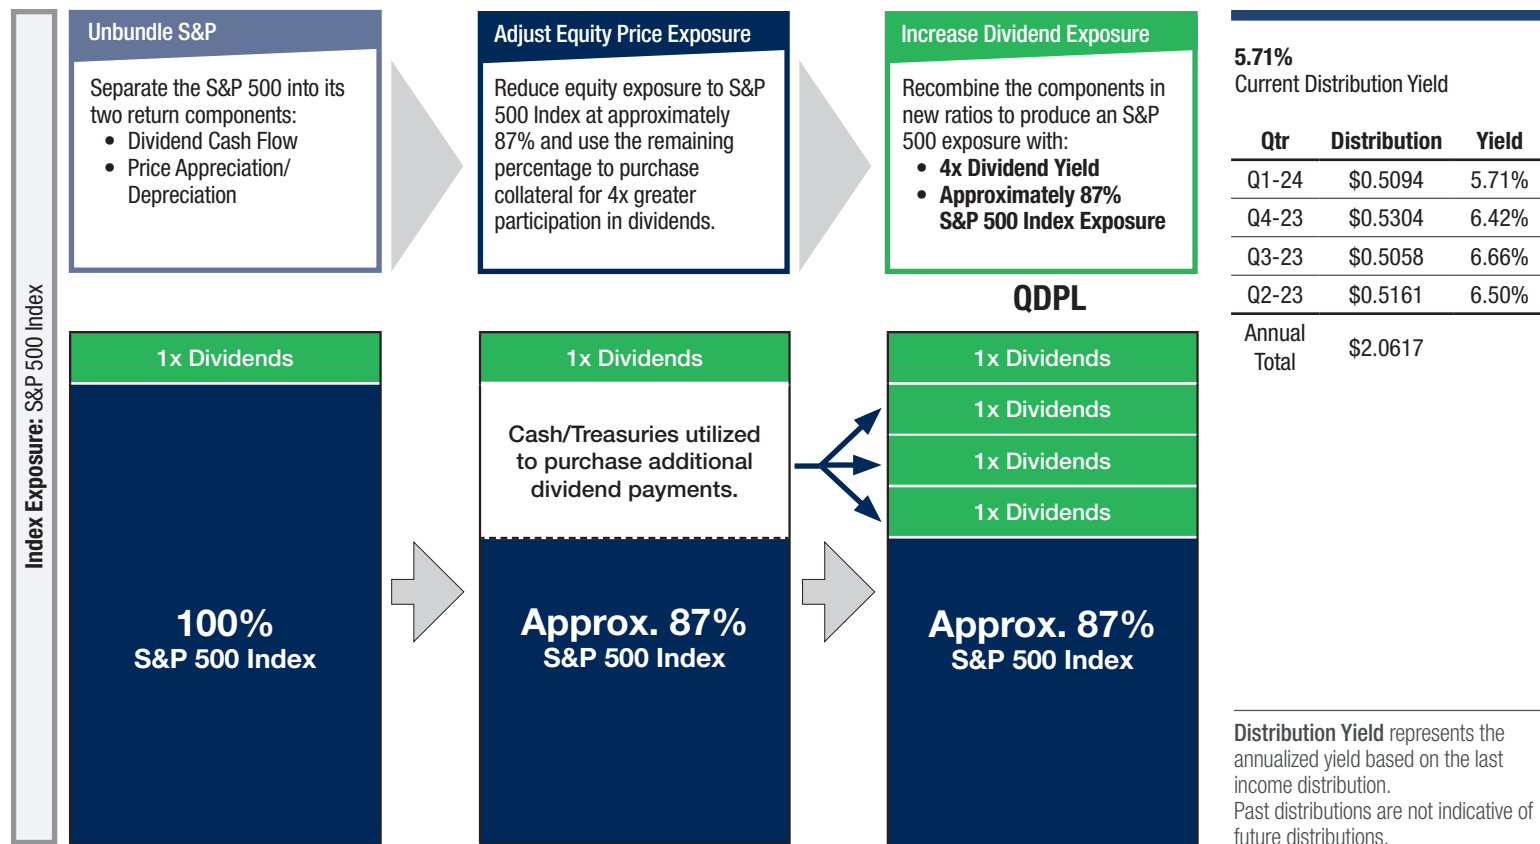 Index Exposure: S&P 500 Index
Unbundle S&P
Separate the S&P 500 into its
two return components:
• Dividend Cash Flow
• Price Appreciation/
Depreciation
Adjust Equity Price Exposure
Reduce equity exposure to S&P
500 Index at approximately
87% and use the remaining
percentage to purchase
collateral for 4x greater
participation in dividends.
Increase Dividend Exposure
Recombine the components in
new ratios to produce an S&P
500 exposure with:
• 4x Dividend Yield
• Approximately 87%
S&P 500 Index Exposure
QDPL
1x Dividends
100%
S&P 500 Index
1x Dividends
Cash/Treasuries utilized
to purchase additional
dividend payments.
Approx. 87%
S&P 500 Index
1x Dividends
1x Dividends
1x Dividends
1x Dividends
Approx. 87%
S&P 500 Index
5.71%
Current Distribution Yield
Qtr Distribution Yield
Q1-24 $0.5094 5.71%
Q4-23 $0.5304 6.42%
Q3-23 $0.5058 6.66%
Q2-23 $0.5161 6.50%
Annual
Total $2.0617
Distribution Yield represents the
annualized yield based on the last
income distribution.
Past distributions are not indicative of
future distributions.